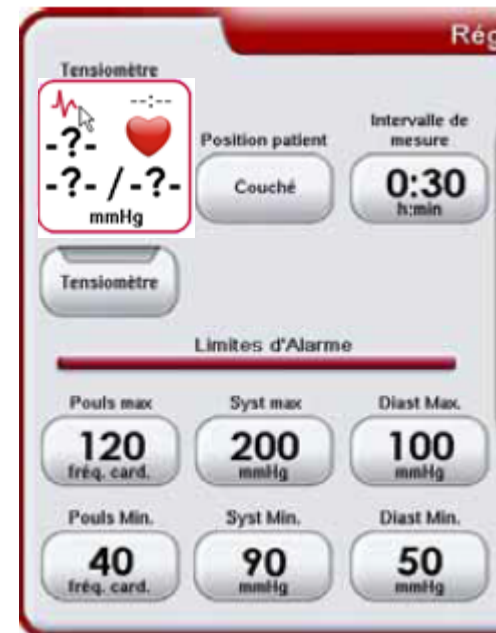 Rég
Tensiomètre
--:--
-?-
-?- / -?-
mmHg
Position patient
Couché
Intervalle de
mesure
0:30
h:min
Tensiomètre
Limites d'Alarme
Pouls max
Syst max
Diast Max.
120
fréq. card.
200
mmHg
100
mmHg
Pouls Min.
Syst Min.
Diast Min.
40
fréq. card.
90
mmHg
50
mmHg